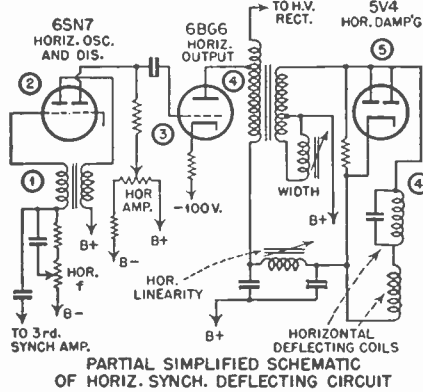 TO H.V.
RECT.
6SN7
HORIZ. OSC.
AND DIS.
6BG6
HORIZ.
OUTPUT
5V4
HOR. DAMP'G
2
4
5
3
1
4
HOR
AMP.
-100V.
WIDTH
B+
B+
B-
B+
HOR.
f
B-
HOR.
LINEARITY
B+
TO 3rd.
SYNCH AMP.
HORIZONTAL
DEFLECTING COILS
PARTIAL SIMPLIFIED SCHEMATIC
OF HORIZ. SYNCH. DEFLECTING CIRCUIT